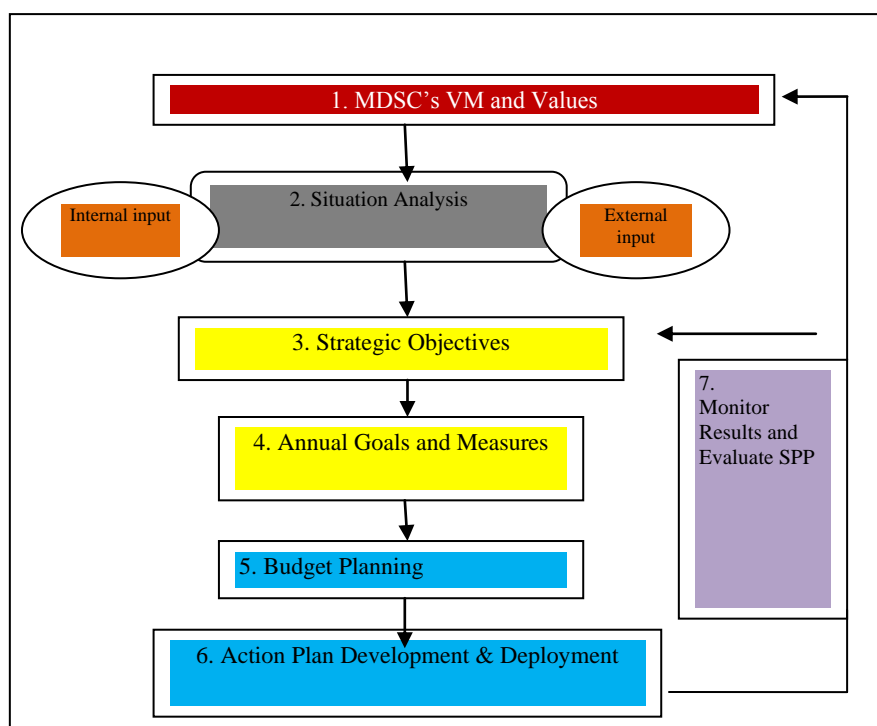 1. MDSC’s VM and Values
2. Situation Analysis
Internal input
External
input
3. Strategic Objectives
4. Annual Goals and Measures
7.
Monitor
Results and
Evaluate SPP
5. Budget Planning
6. Action Plan Development & Deployment